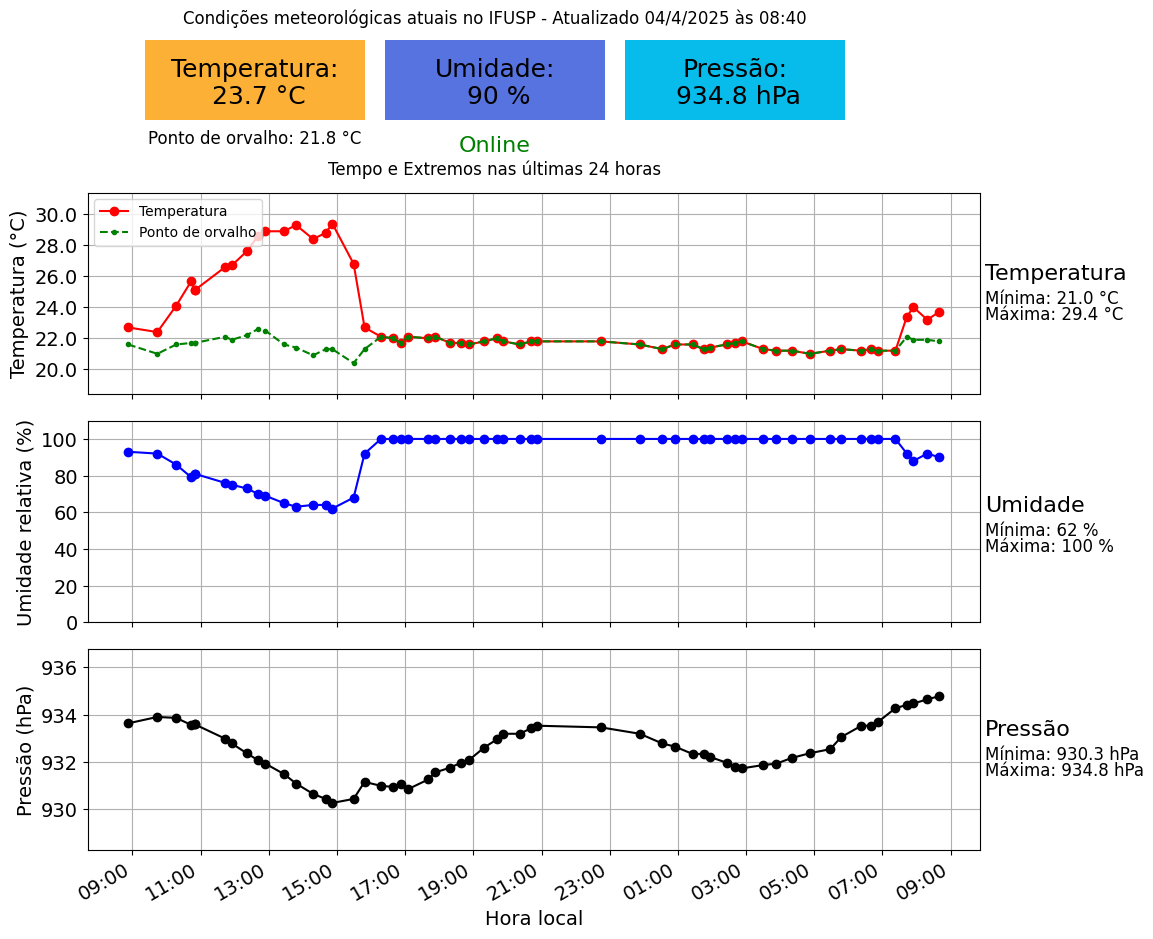 Condições meteorológicas atuais no IFUSP - Atualizado 04/4/2025 às 08:40
Temperatura:
23.7 °C
Umidade:
90 %
Pressão:
934.8 hPa
Ponto de orvalho: 21.8 °C
Online
Tempo e Extremos nas últimas 24 horas
Temperatura (°C)
30.0
28.0
26.0
24.0
22.0
20.0
Temperatura
Ponto de orvalho
Temperatura
Mínima: 21.0 °C
Máxima: 29.4 °C
Umidade relativa (%)
100
80
60
40
20
0
Umidade
Mínima: 62 %
Máxima: 100 %
Pressão (hPa)
936
934
932
930
Pressão
Mínima: 930.3 hPa
Máxima: 934.8 hPa
09:00
11:00
13:00
15:00
17:00
19:00
21:00
23:00
01:00
03:00
05:00
07:00
09:00
Hora local